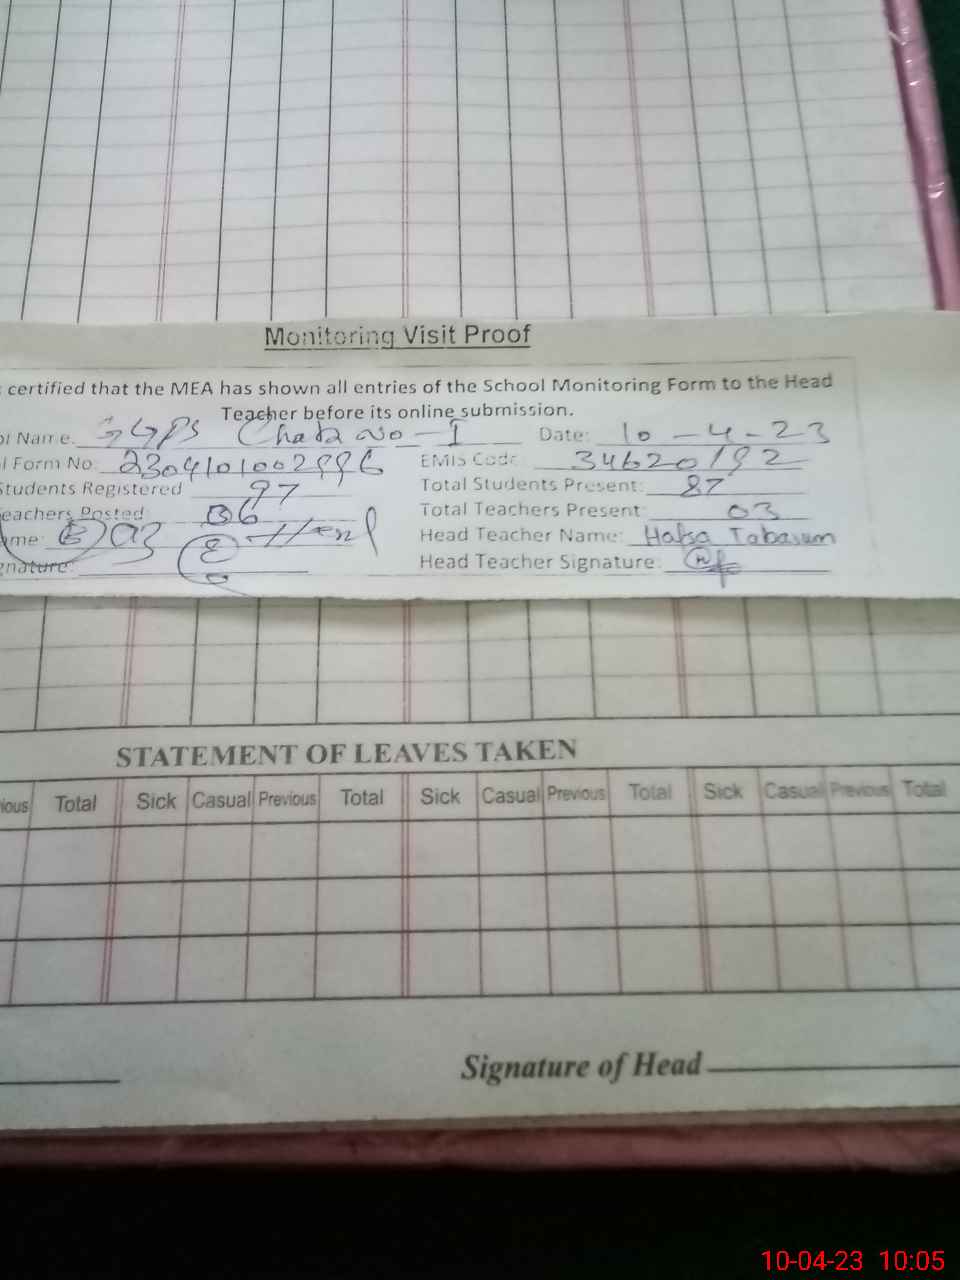 Monitoring Visit Proof
certified that the MEA has shown all entries of the School Monitoring Form to the Head
Teacher before its online submission.
ol Name. GGPS Chak No - I Date: 10 - 4 - 23
l Form No: EMIS Code 34620192
Students Registered 97 Total Students Present: 87
eachers Posted 06 Total Teachers Present: 03
me: Head Teacher Name: Hafsa Tabasum
gnature: Head Teacher Signature:
STATEMENT OF LEAVES TAKEN
ious Total Sick Casual Previous Total Sick Casual Previous Total Sick Casual Previous Total
Signature of Head
10-04-23 10:05